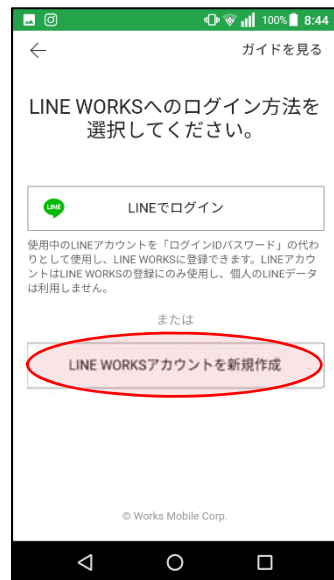 100% 8:44
ガイドを見る
LINE WORKSへのログイン方法を
選択してください。
LINE
LINEでログイン
使用中のLINEアカウントを「ログインID/パスワード」の代わ
りとして使用し、LINE WORKSに登録できます。LINEアカウ
ントはLINE WORKSの登録にのみ使用し、個人のLINEデータ
は利用しません。
または
LINE WORKSアカウントを新規作成
© Works Mobile Corp.